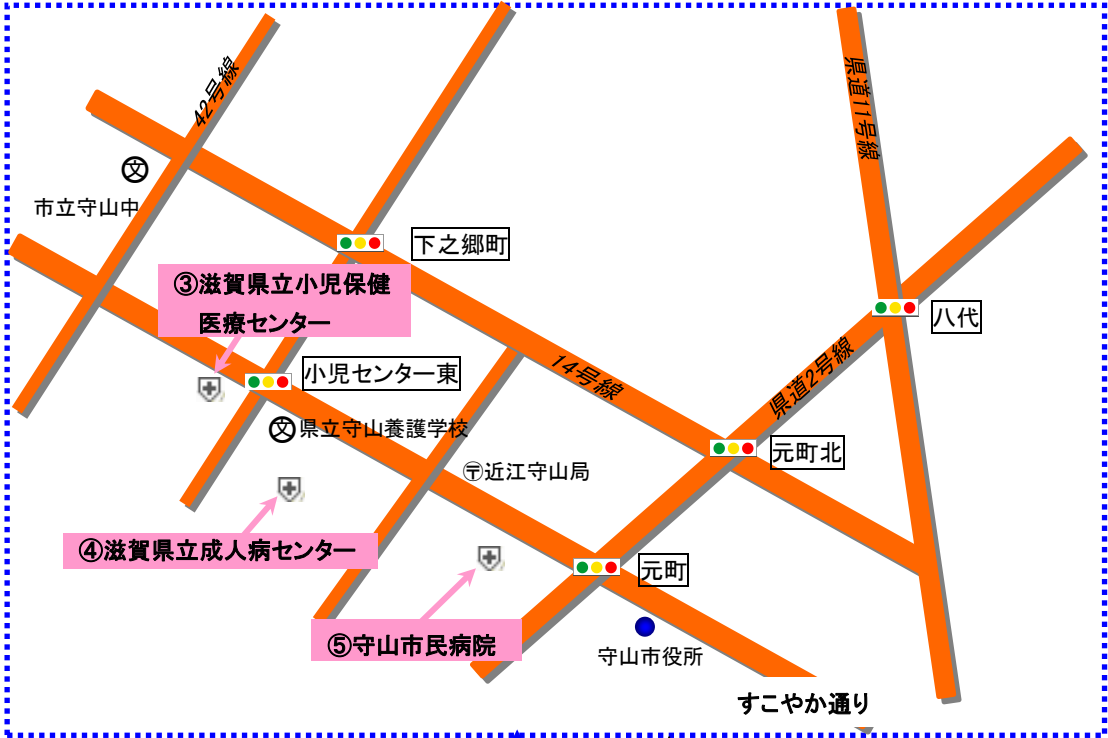 42号線
県道11号線
文
市立守山中
下之郷町
③滋賀県立小児保健
医療センター
八代
小児センター東
14号線
県道2号線
文県立守山養護学校
元町北
〒近江守山局
④滋賀県立成人病センター
元町
⑤守山市民病院
守山市役所
すこやか通り